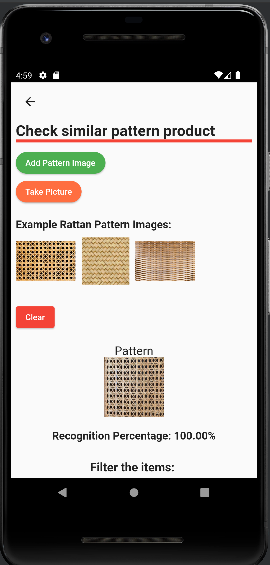 4:59
Check similar pattern product
Add Pattern Image
Take Picture
Example Rattan Pattern Images:
Clear
Pattern
Recognition Percentage: 100.00%
Filter the items: